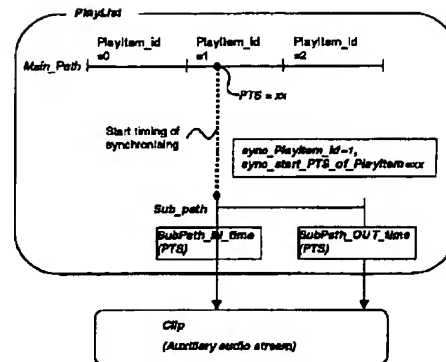 PlayList
PlayItem_id
=0
PlayItem_id
=1
PlayItem_id
=2
Main_Path
PTS = xx
Start timing of
synchronising
sync_PlayItem_id=1,
sync_start_PTS_of_PlayItem=xx
Sub_path
SubPath_IN_time
(PTS)
SubPath_OUT_time
(PTS)
Clip
(Auxiliary audio stream)